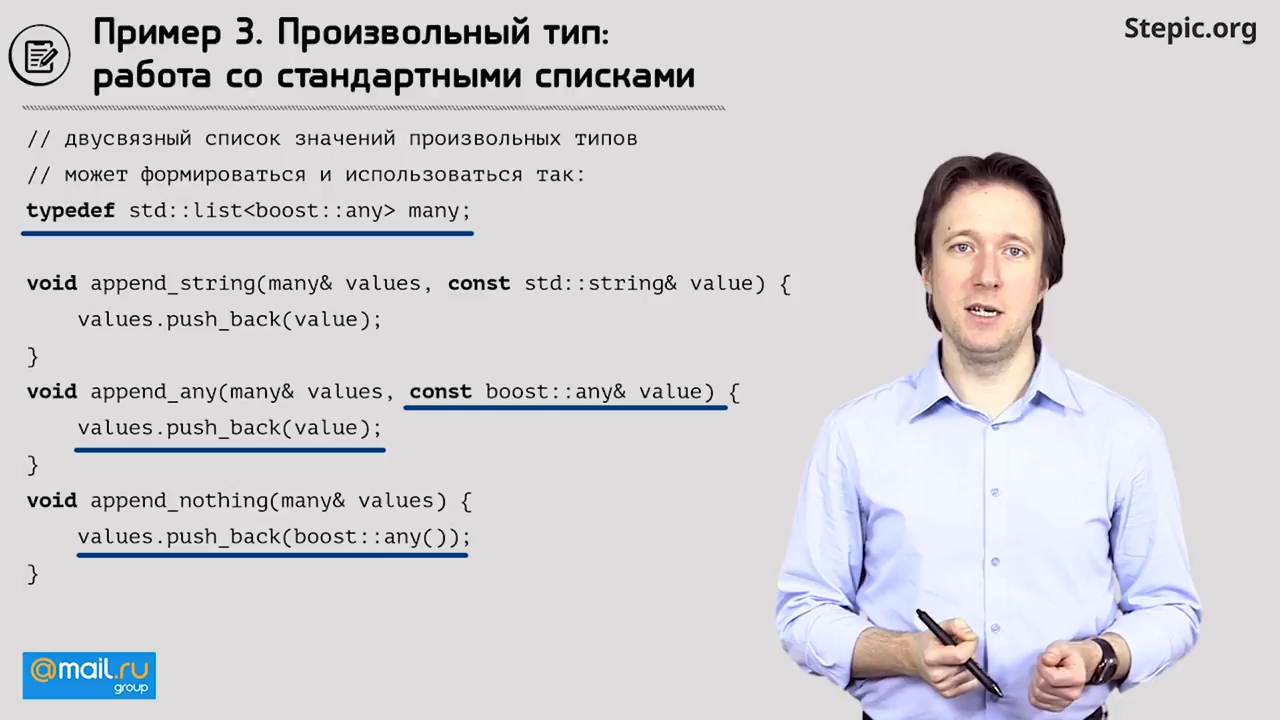 Пример 3. Произвольный тип:
работа со стандартными списками
Stepic.org
// двусвязный список значений произвольных типов
// может формироваться и использоваться так:
typedef std::list<boost::any> many;
void append_string(many& values, const std::string& value) {
values.push_back(value);
}
void append_any(many& values, const boost::any& value) {
values.push_back(value);
}
void append_nothing(many& values) {
values.push_back(boost::any());
}
@mail.ru
group